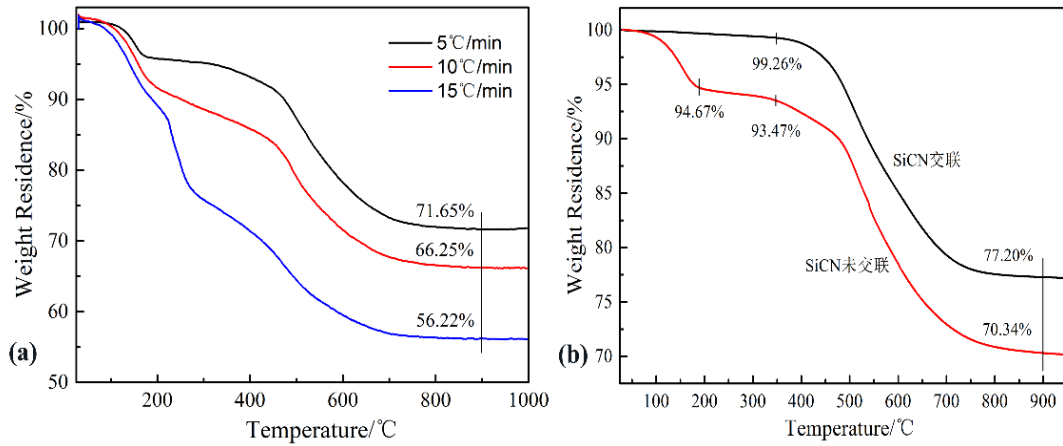 100
90
80
70
60
50
Weight Residence/%
5℃/min
10℃/min
15℃/min
71.65%
66.25%
56.22%
(a)
200 400 600 800 1000
Temperature/℃
100
95
90
85
80
75
70
Weight Residence/%
99.26%
94.67%
93.47%
SiCN交联
SiCN未交联
77.20%
70.34%
(b)
100 200 300 400 500 600 700 800 900
Temperature/℃